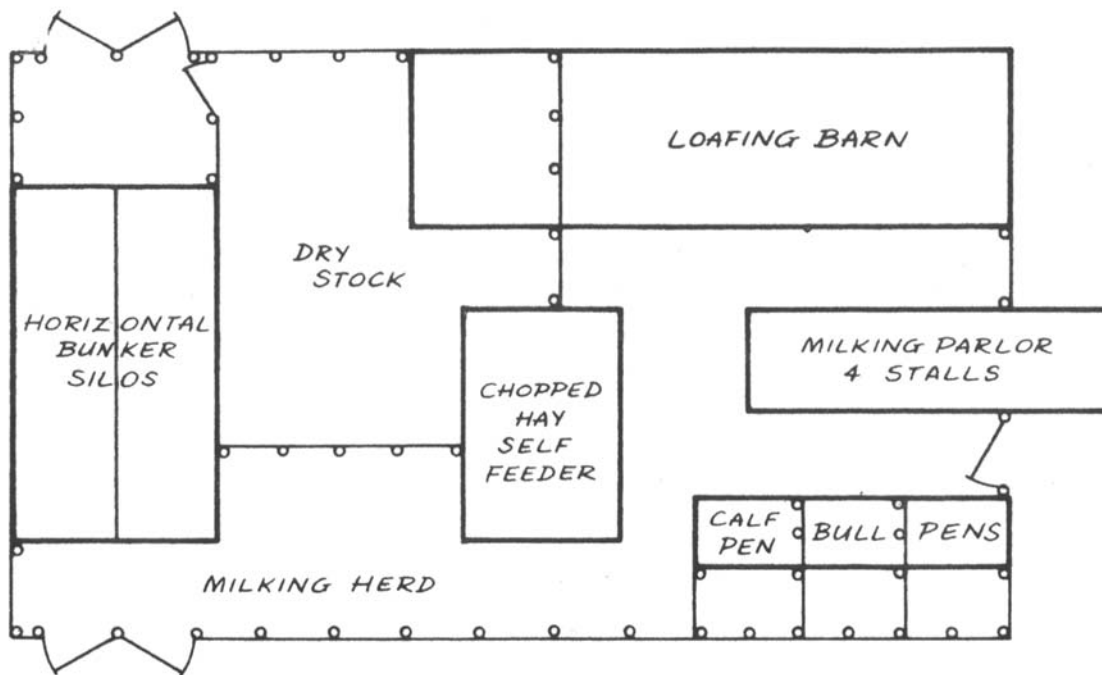 LOAFING BARN
DRY
STOCK
HORIZONTAL
BUNKER
SILOS
MILKING PARLOR
4 STALLS
CHOPPED
HAY
SELF
FEEDER
CALF
PEN
BULL PENS
MILKING HERD